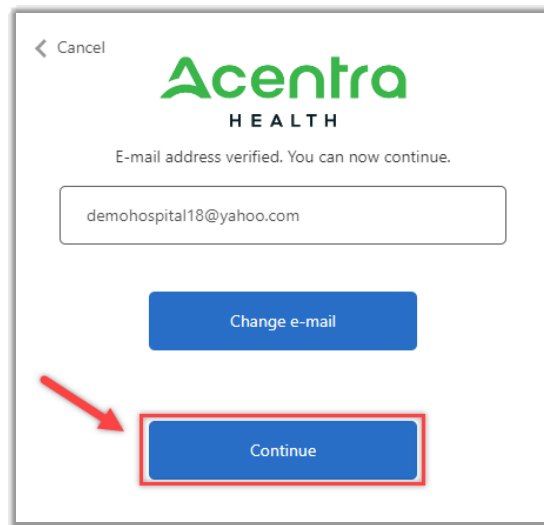 Cancel
Acentra
HEALTH
E-mail address verified. You can now continue.
demohospital18@yahoo.com
Change e-mail
Continue